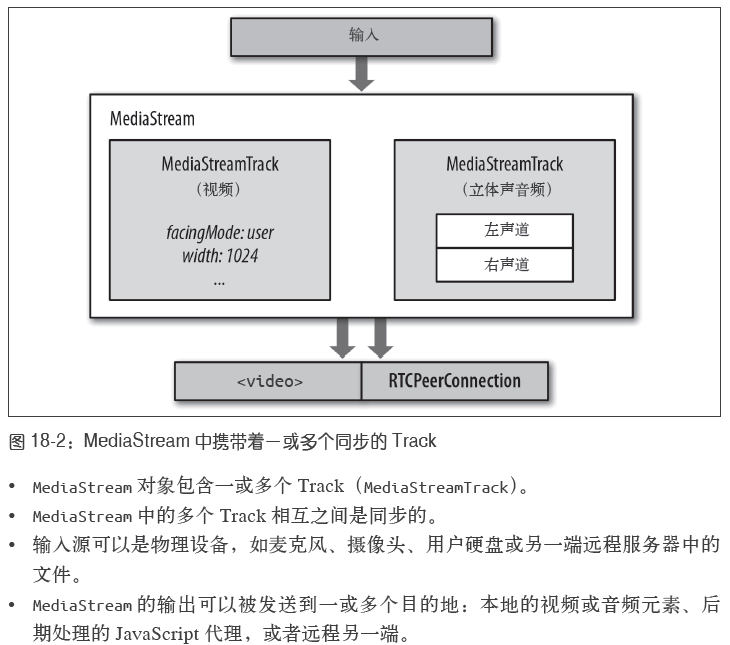 输入
MediaStream
MediaStreamTrack
（视频）
facingMode: user
width: 1024
...
MediaStreamTrack
（立体声音频）
左声道
右声道
<video>
RTCPeerConnection
图 18-2：MediaStream 中携带着一或多个同步的 Track
• MediaStream 对象包含一或多个 Track（MediaStreamTrack）。
• MediaStream 中的多个 Track 相互之间是同步的。
• 输入源可以是物理设备，如麦克风、摄像头、用户硬盘或另一端远程服务器中的
文件。
• MediaStream 的输出可以被发送到一或多个目的地：本地的视频或音频元素、后
期处理的 JavaScript 代理，或者远程另一端。